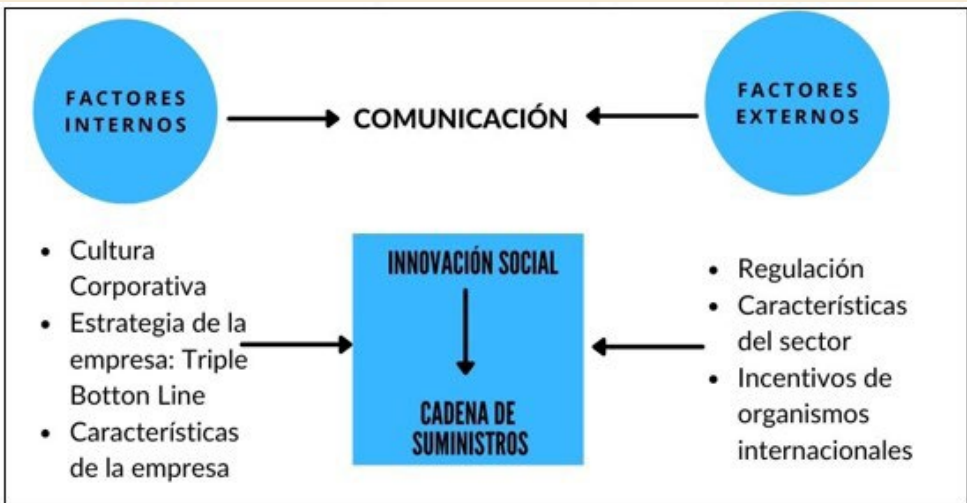 FACTORES
INTERNOS
COMUNICACIÓN
FACTORES
EXTERNOS
• Cultura
Corporativa
• Estrategia de la
empresa: Triple
Botton Line
• Características
de la empresa
INNOVACIÓN SOCIAL
CADENA DE
SUMINISTROS
• Regulación
• Características
del sector
• Incentivos de
organismos
internacionales